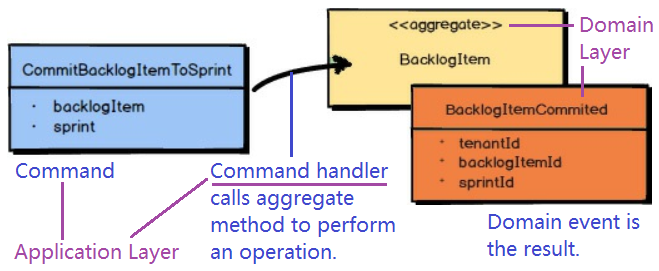 <<aggregate>>
Domain
Layer
BacklogItem
CommitBacklogItemToSprint
· backlogItem
· sprint
BacklogItemCommited
· tenantId
· backlogItemId
· sprintId
Command
Command handler
calls aggregate
method to perform
an operation.
Application Layer
Domain event is
the result.